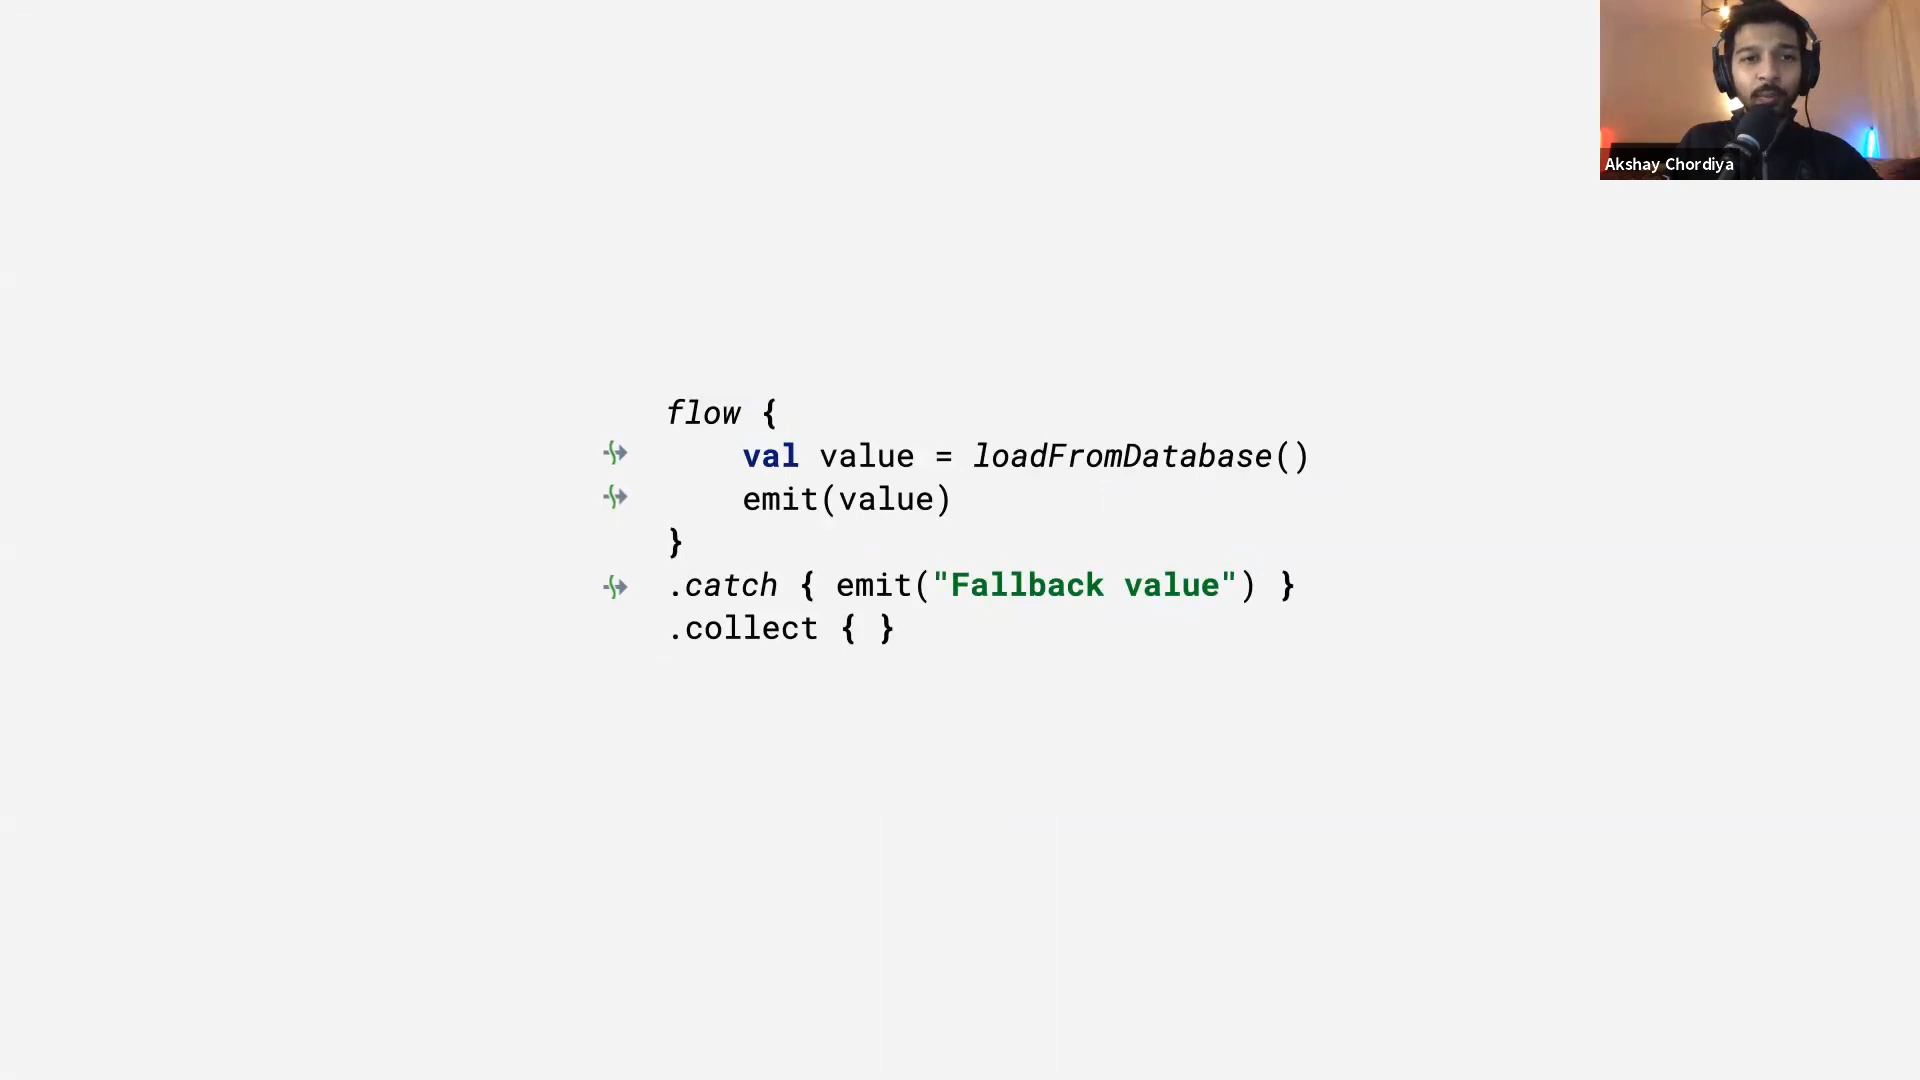 Akshay Chordiya
flow {
val value = loadFromDatabase()
emit(value)
}
.catch { emit("Fallback value") }
.collect { }